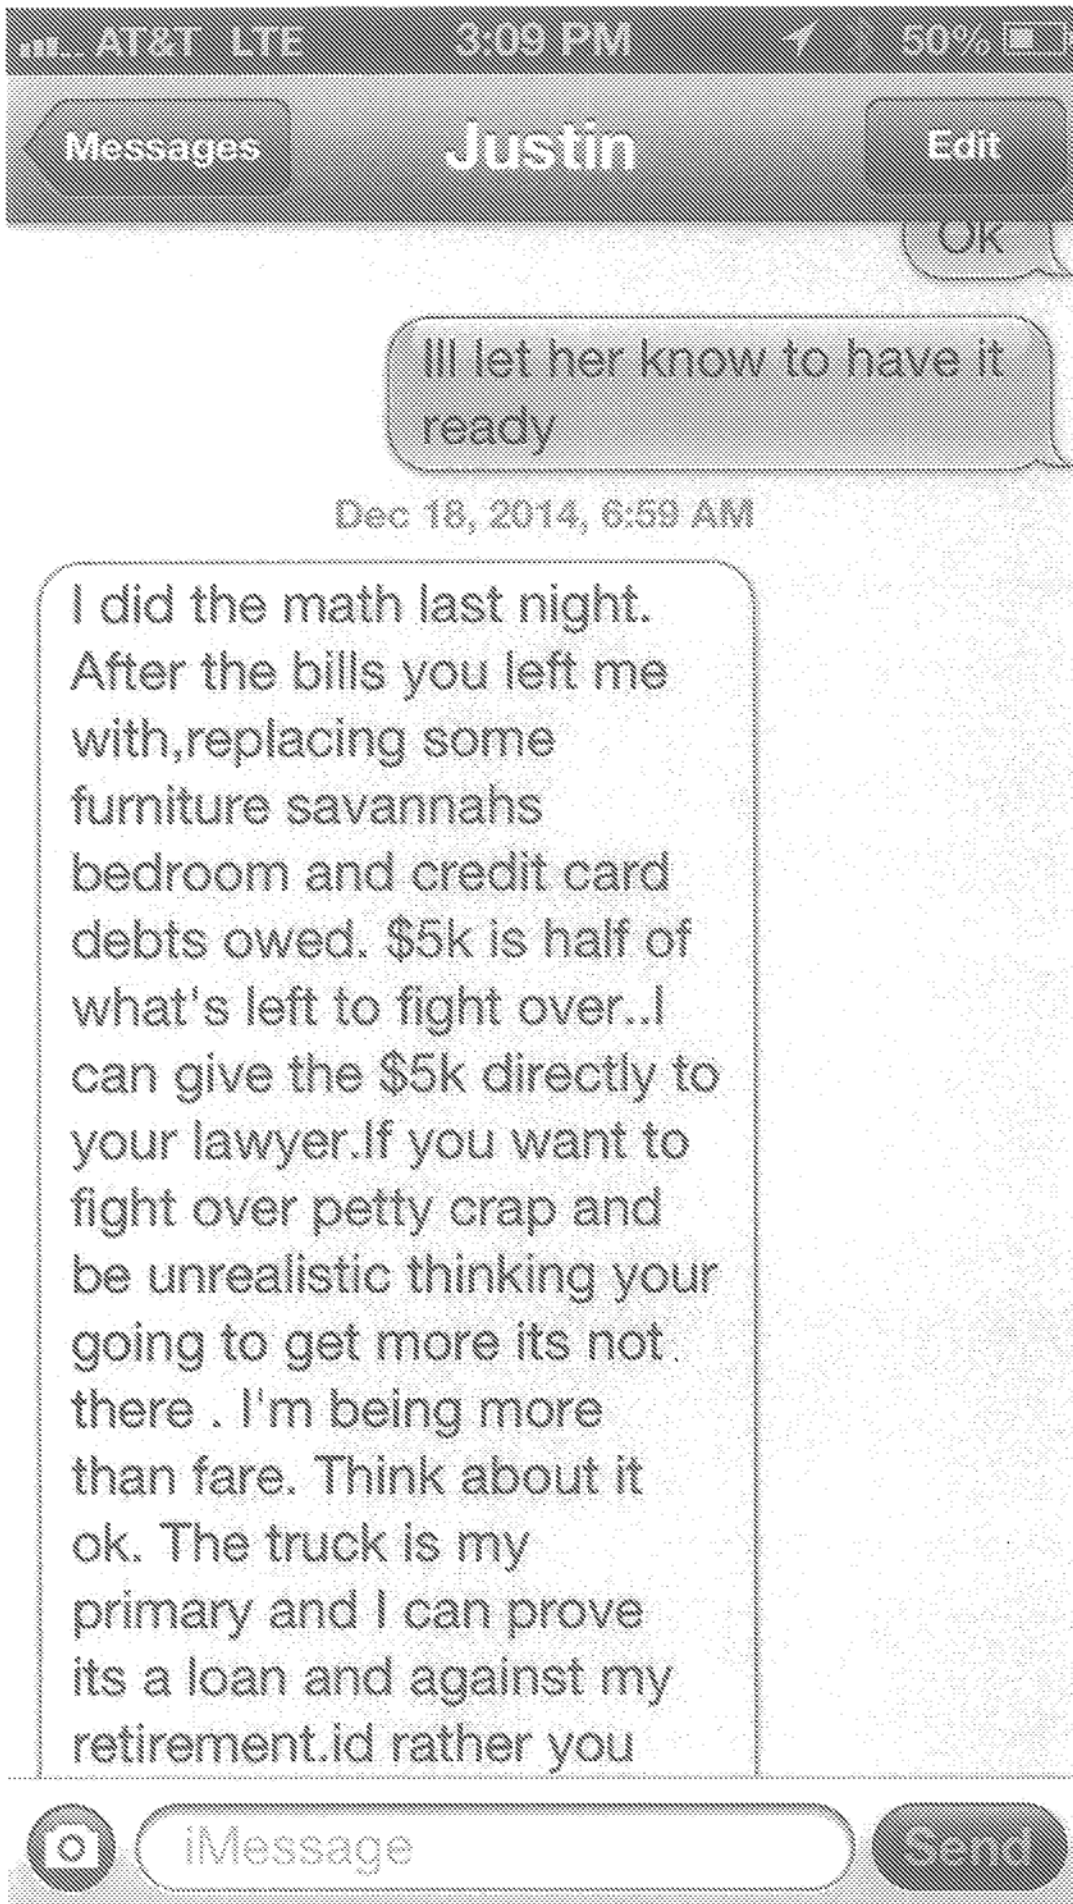 AT&T LTE 3:09 PM 50%
Messages Justin Edit
Ok
Ill let her know to have it
ready
Dec 18, 2014, 6:59 AM
I did the math last night.
After the bills you left me
with,replacing some
furniture savannahs
bedroom and credit card
debts owed. $5k is half of
what's left to fight over..I
can give the $5k directly to
your lawyer.If you want to
fight over petty crap and
be unrealistic thinking your
going to get more its not
there . I'm being more
than fare. Think about it
ok. The truck is my
primary and I can prove
its a loan and against my
retirement.id rather you
iMessage Send